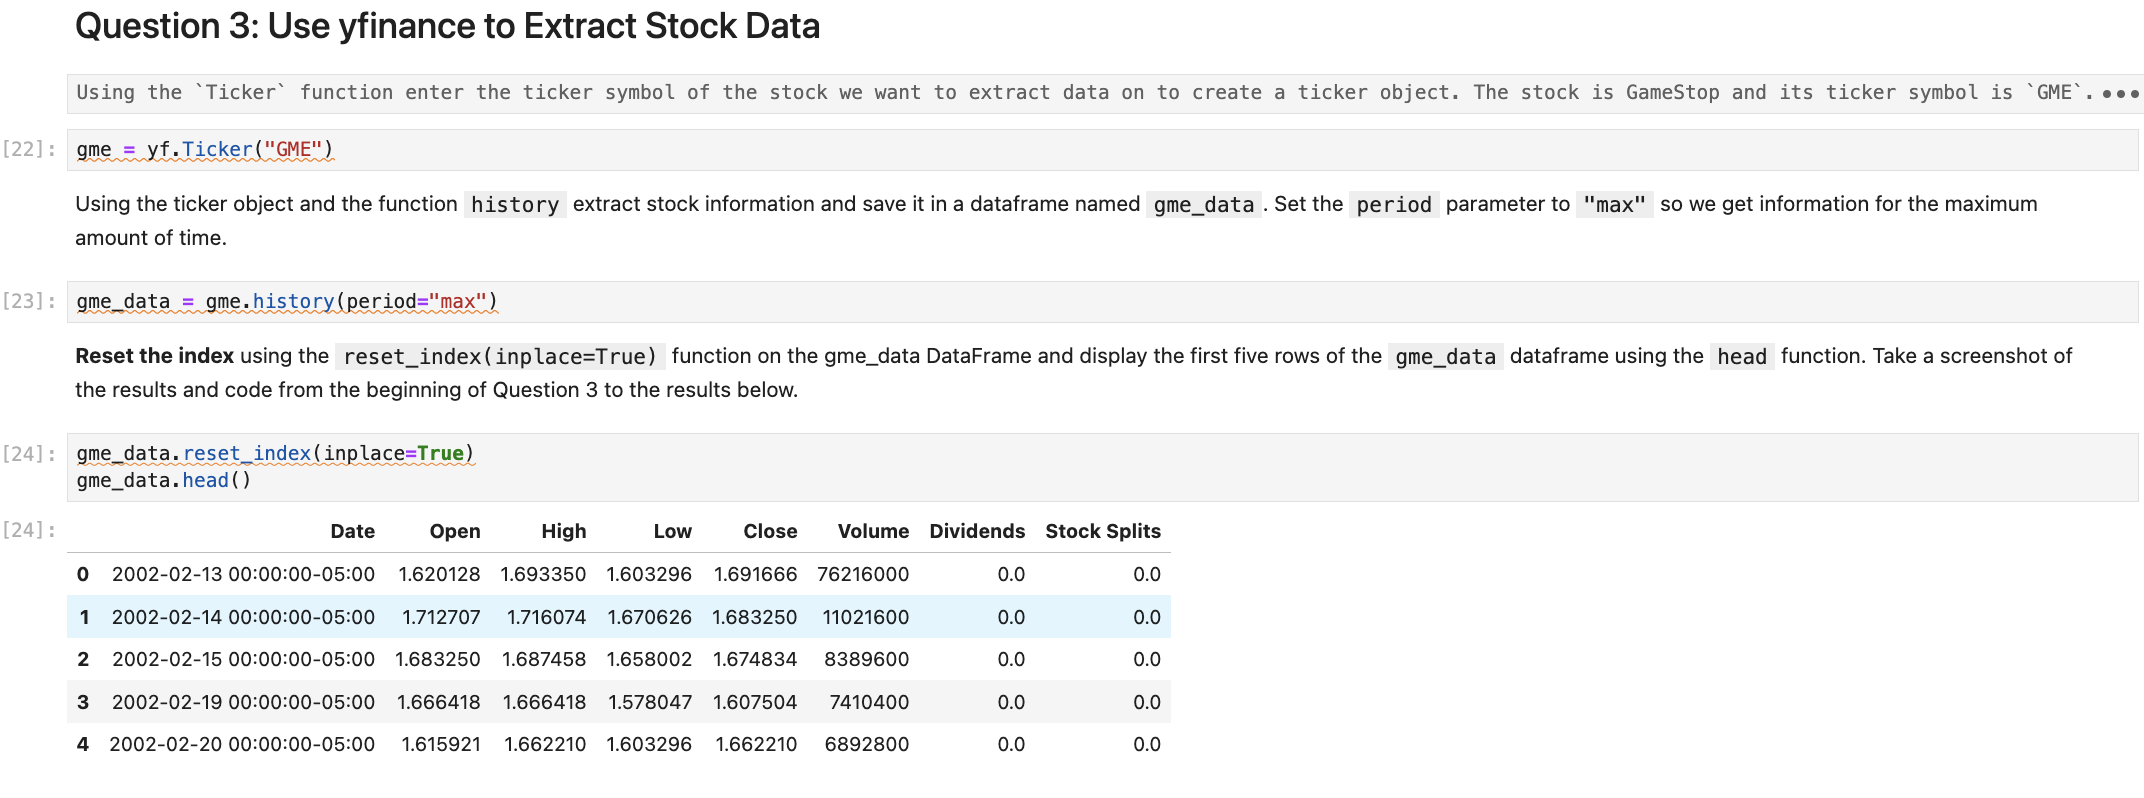 Question 3: Use yfinance to Extract Stock Data
Using the `Ticker` function enter the ticker symbol of the stock we want to extract data on to create a ticker object. The stock is GameStop and its ticker symbol is `GME`. •••
[22]: gme = yf.Ticker("GME")
Using the ticker object and the function history extract stock information and save it in a dataframe named gme_data. Set the period parameter to "max" so we get information for the maximum
amount of time.
[23]: gme_data = gme.history(period="max")
Reset the index using the reset_index(inplace=True) function on the gme_data DataFrame and display the first five rows of the gme_data dataframe using the head function. Take a screenshot of
the results and code from the beginning of Question 3 to the results below.
[24]: gme_data.reset_index(inplace=True)
gme_data.head()
[24]: Date Open High Low Close Volume Dividends Stock Splits
0 2002-02-13 00:00:00-05:00 1.620128 1.693350 1.603296 1.691666 76216000 0.0 0.0
1 2002-02-14 00:00:00-05:00 1.712707 1.716074 1.670626 1.683250 11021600 0.0 0.0
2 2002-02-15 00:00:00-05:00 1.683250 1.687458 1.658002 1.674834 8389600 0.0 0.0
3 2002-02-19 00:00:00-05:00 1.666418 1.666418 1.578047 1.607504 7410400 0.0 0.0
4 2002-02-20 00:00:00-05:00 1.615921 1.662210 1.603296 1.662210 6892800 0.0 0.0